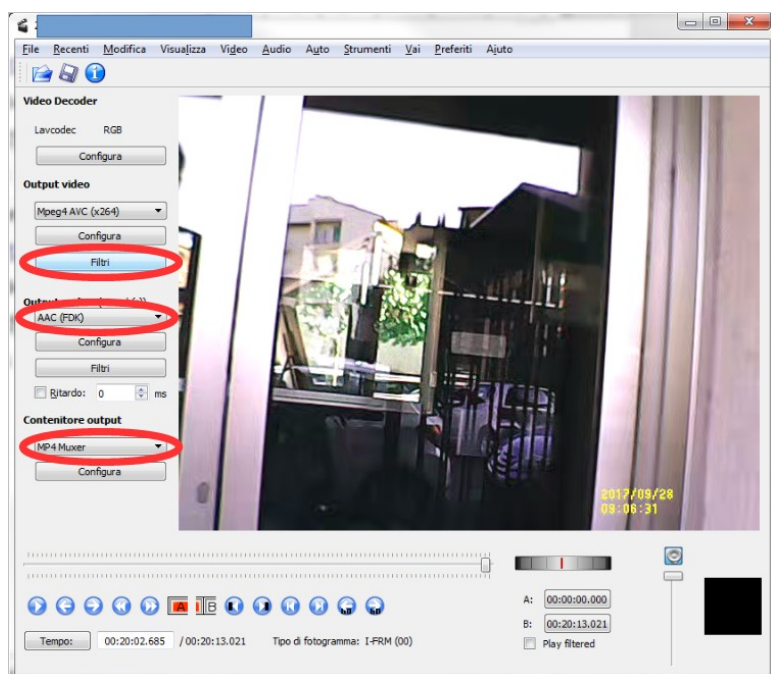 File Recenti Modifica Visualizza Video Audio Auto Strumenti Vai Preferiti Aiuto
Video Decoder
Lavcodec RGB
Configura
Output video
Mpeg4 AVC (x264)
Configura
Filtri
AAC (FDK)
Configura
Filtri
Ritardo: 0 ms
Contenitore output
MP4 Muxer
Configura
2017/09/28
09:06:31
A B
A: 00:00:00.000
B: 00:20:13.021
Tempo: 00:20:02.685 / 00:20:13.021 Tipo di fotogramma: I-FRM (00)
Play filtered